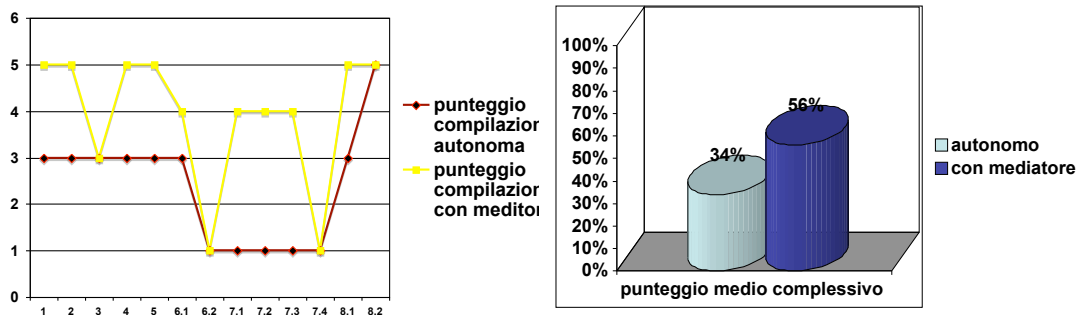 6
5
4
3
2
1
0
1 2 3 4 5 6.1 6.2 7.1 7.2 7.3 7.4 8.1 8.2
punteggio
compilazion
autonoma
punteggio
compilazion
con meditor
100%
90%
80%
70%
60%
50%
40%
30%
20%
10%
0%
34%
56%
punteggio medio complessivo
autonomo
con mediatore